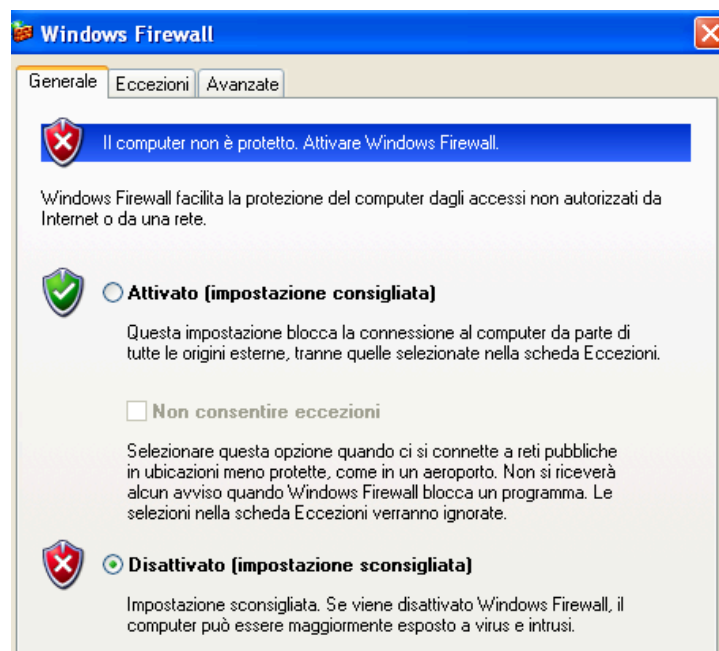 Windows Firewall
Generale
Eccezioni
Avanzate
Il computer non è protetto. Attivare Windows Firewall.
Windows Firewall facilita la protezione del computer dagli accessi non autorizzati da
Internet o da una rete.
Attivato (impostazione consigliata)
Questa impostazione blocca la connessione al computer da parte di
tutte le origini esterne, tranne quelle selezionate nella scheda Eccezioni.
Non consentire eccezioni
Selezionare questa opzione quando ci si connette a reti pubbliche
in ubicazioni meno protette, come in un aeroporto. Non si riceverà
alcun avviso quando Windows Firewall blocca un programma. Le
selezioni nella scheda Eccezioni verranno ignorate.
Disattivato (impostazione sconsigliata)
Impostazione sconsigliata. Se viene disattivato Windows Firewall, il
computer può essere maggiormente esposto a virus e intrusi.